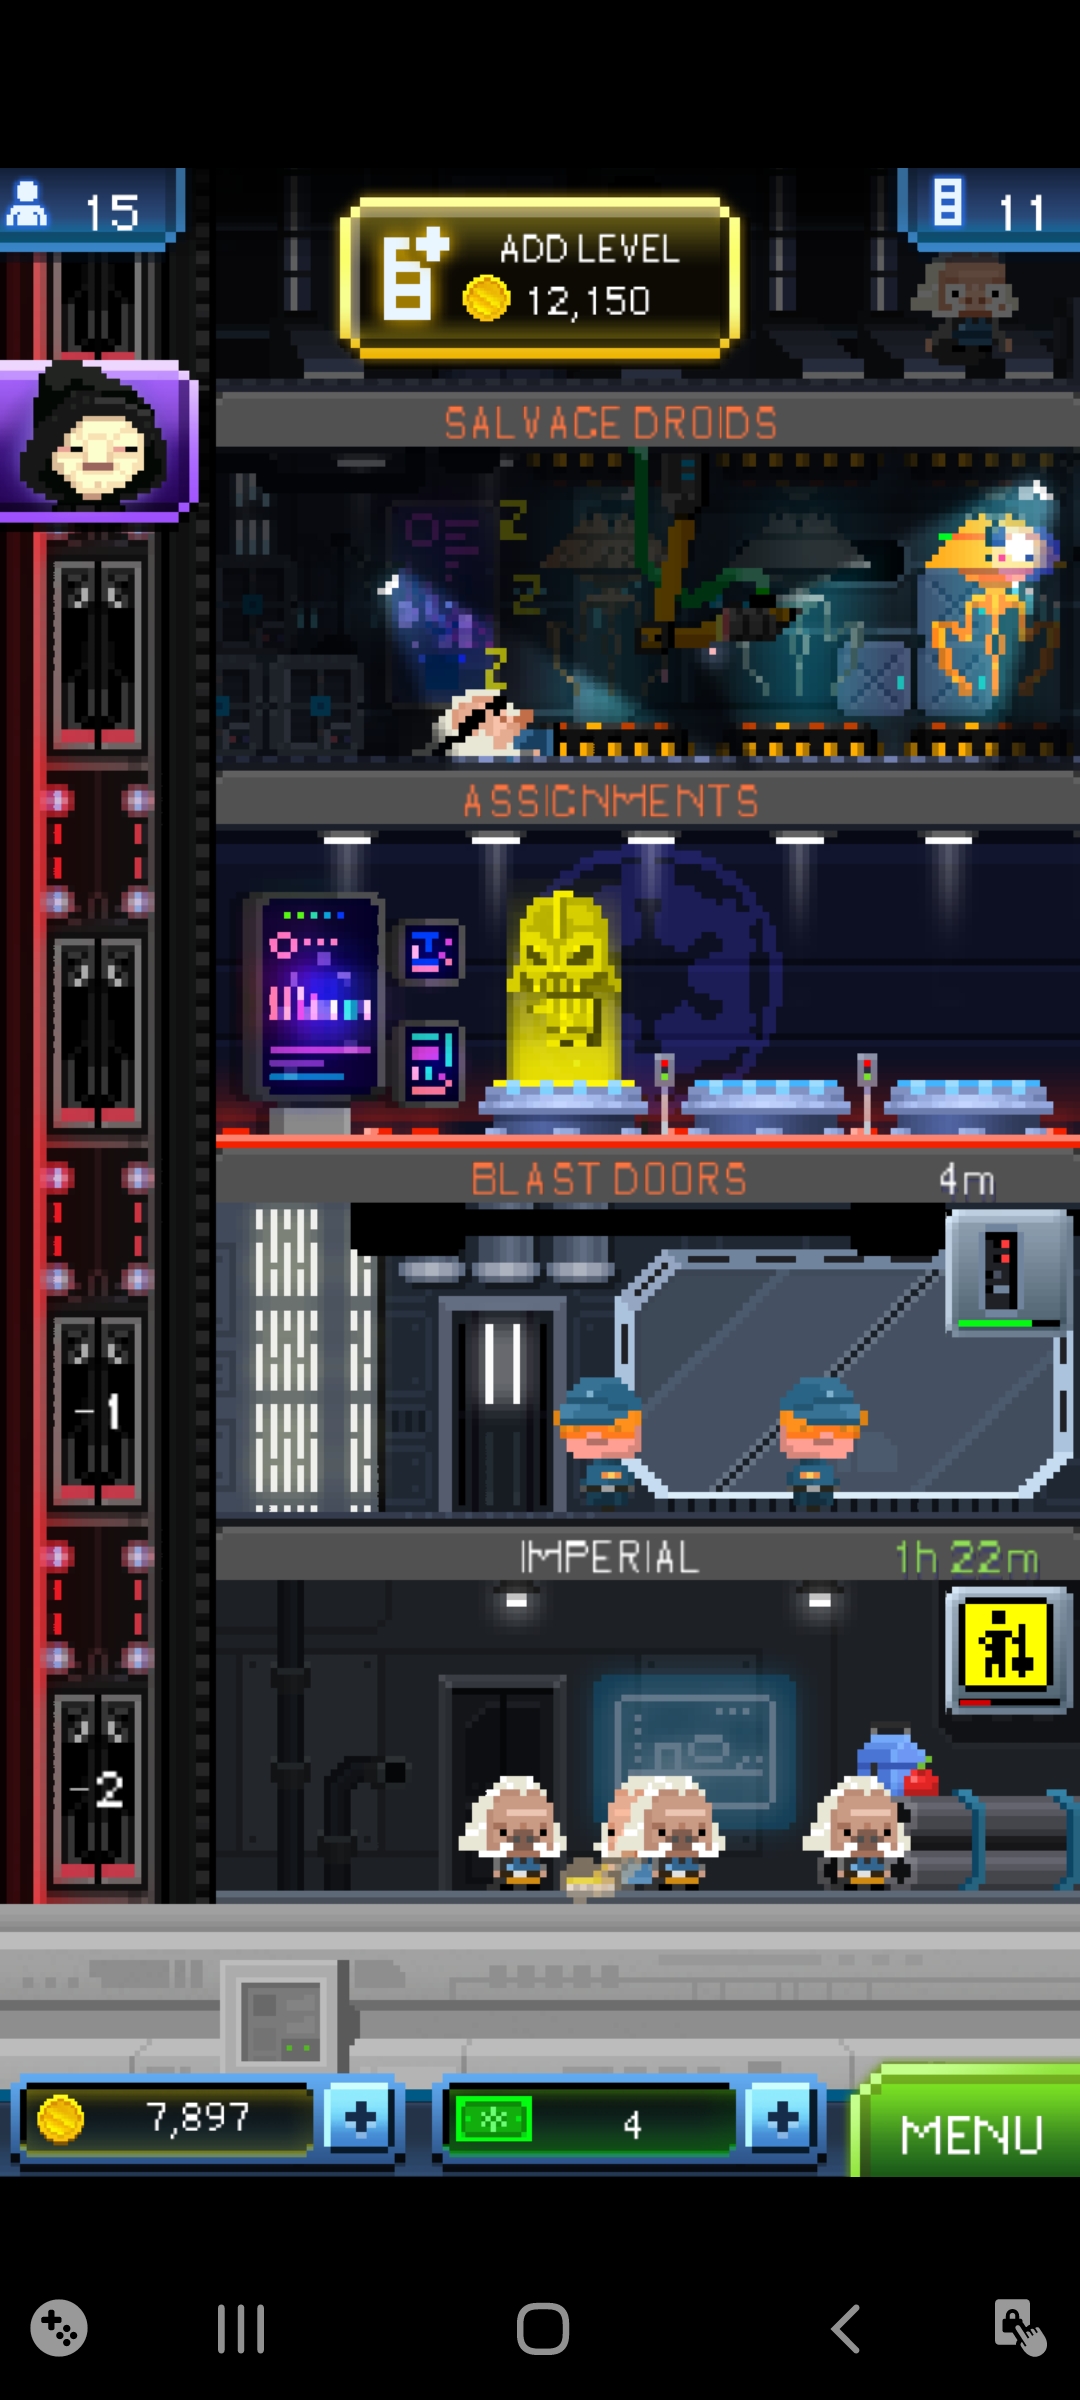 15
ADD LEVEL
12,150
11
SALVAGE DROIDS
Z
Z
Z
ASSIGNMENTS
BLAST DOORS
4m
-1
IMPERIAL
1h 22m
-2
7,897
4
MENU